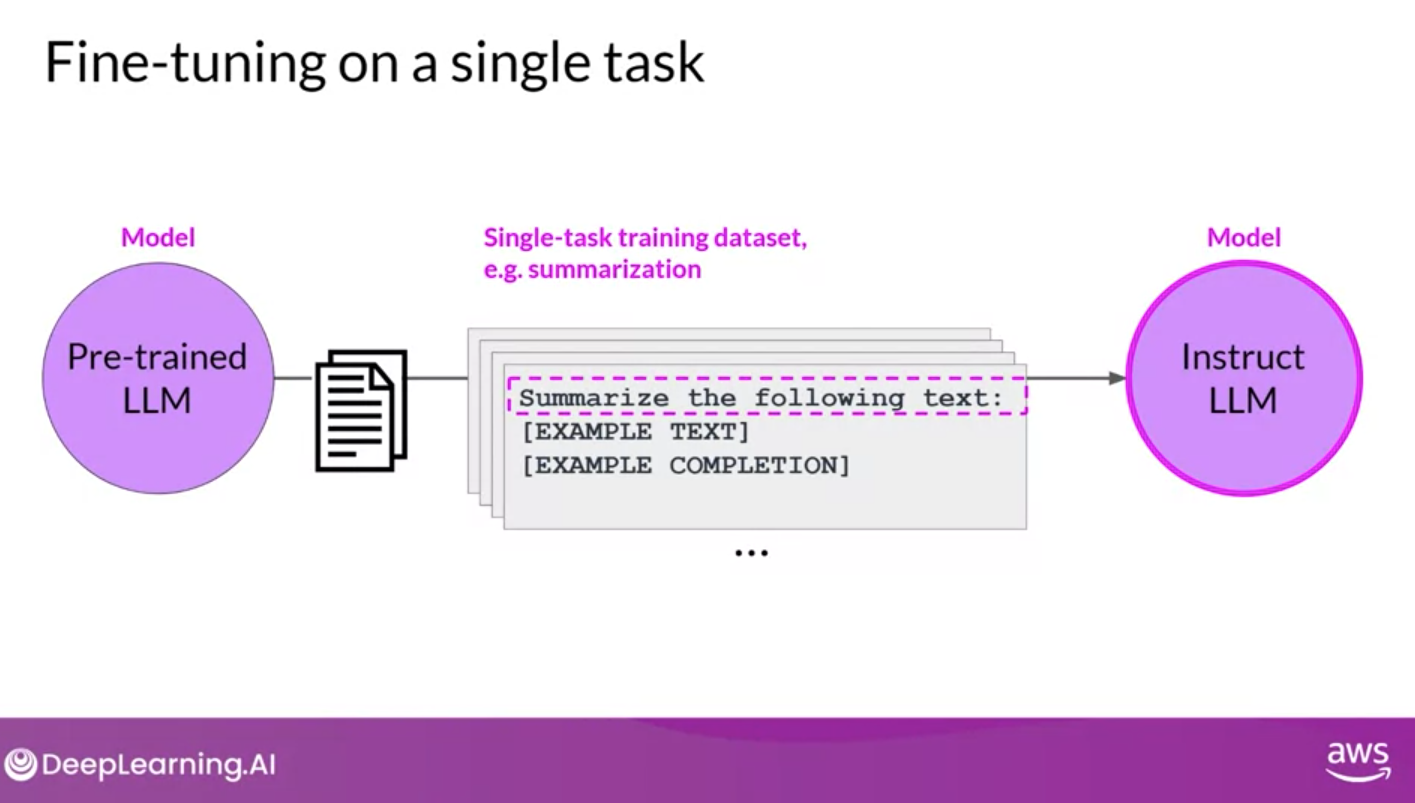 Fine-tuning on a single task
Model
Pre-trained
LLM
Single-task training dataset,
e.g. summarization
Summarize the following text:
[EXAMPLE TEXT]
[EXAMPLE COMPLETION]
...
Model
Instruct
LLM
DeepLearning.AI
aws